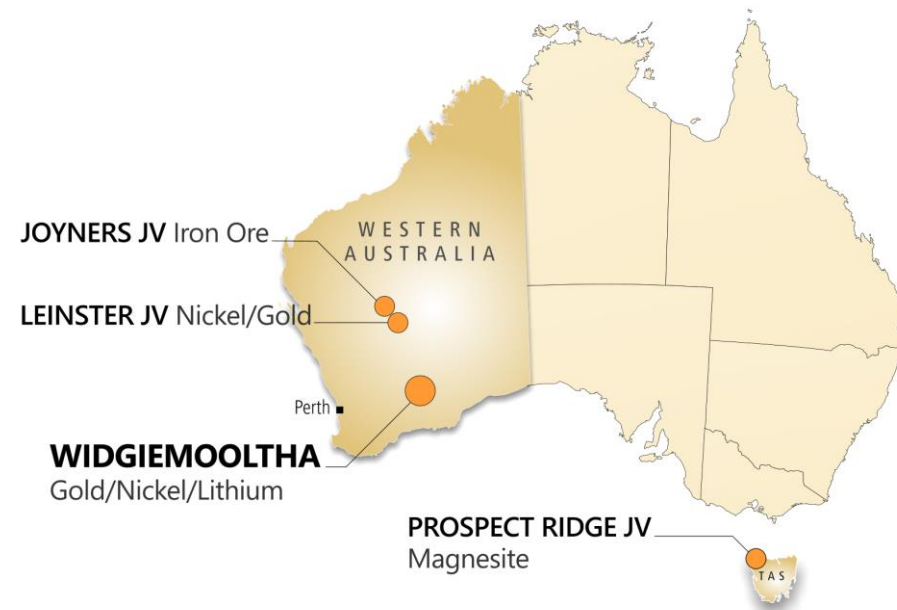 WESTERN
AUSTRALIA
JOYNERS JV Iron Ore
LEINSTER JV Nickel/Gold
Perth
WIDGIEMOOLTHA
Gold/Nickel/Lithium
PROSPECT RIDGE JV
Magnesite
TAS